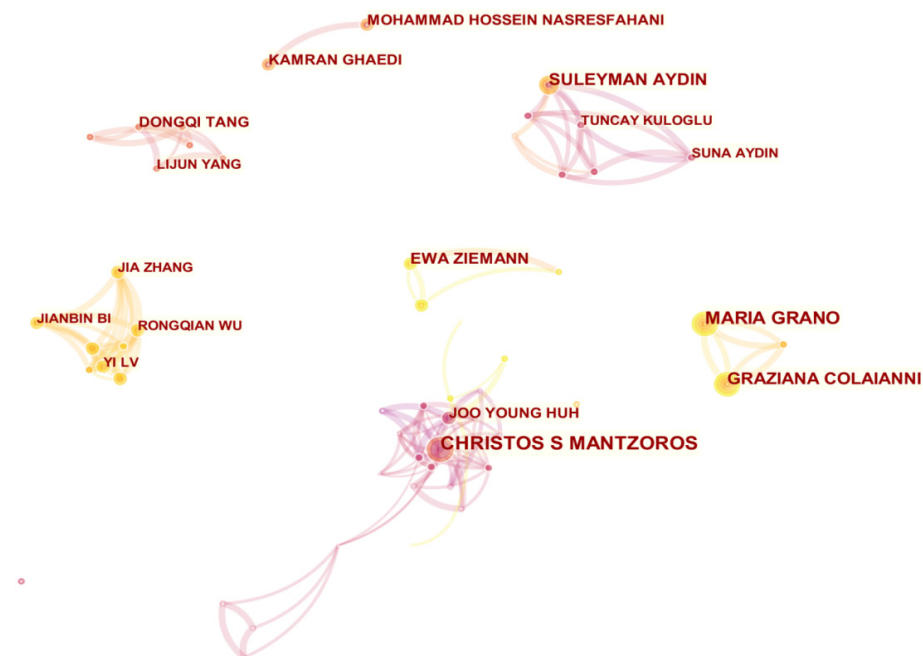 MOHAMMAD HOSSEIN NASRESFAHANI
KAMRAN GHAEDI
SULEYMAN AYDIN
DONGQI TANG
TUNCAY KULOGLU
LIJUN YANG
SUNA AYDIN
EWA ZIEMANN
JIA ZHANG
JIANBIN BI
RONGQIAN WU
MARIA GRANO
YI LV
GRAZIANA COLAIANNI
JOO YOUNG HUH
CHRISTOS S MANTZOROS